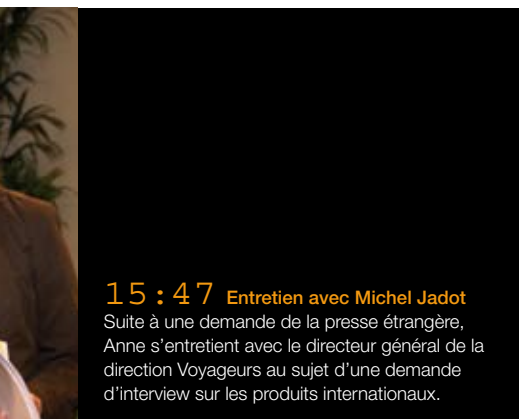 15:47 Entretien avec Michel Jadot
Suite à une demande de la presse étrangère,
Anne s’entretient avec le directeur général de la
direction Voyageurs au sujet d’une demande
d’interview sur les produits internationaux.